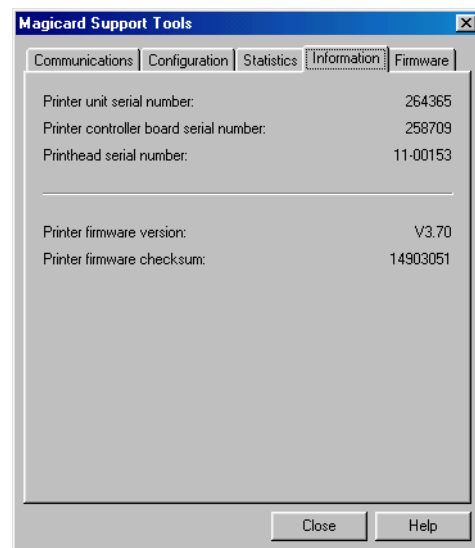 Magicard Support Tools
Communications Configuration Statistics Information Firmware
Printer unit serial number: 264365
Printer controller board serial number: 258709
Printhead serial number: 11-00153
Printer firmware version: V3.70
Printer firmware checksum: 14903051
Close Help